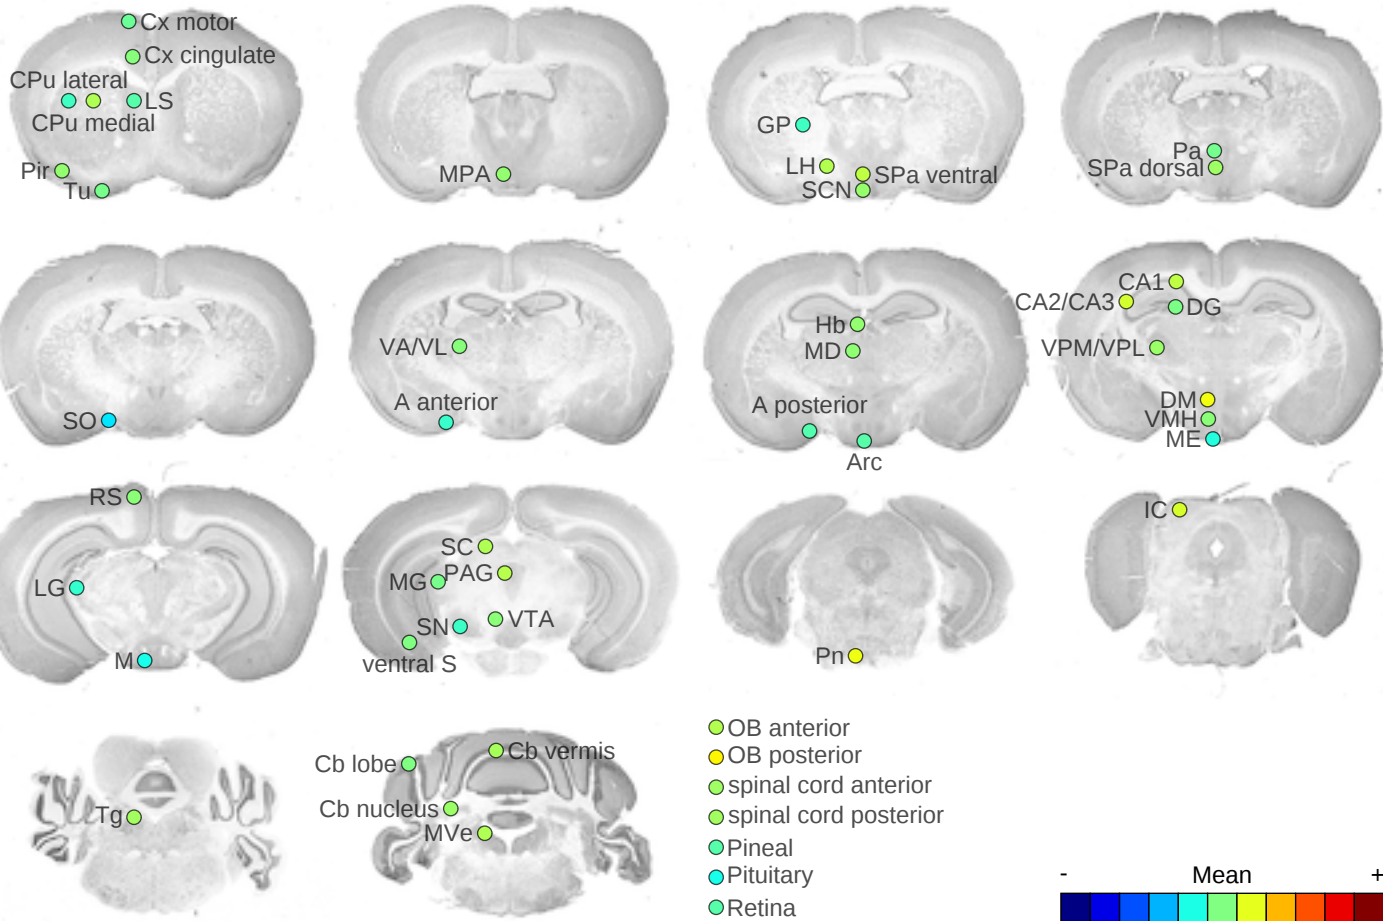 Cx motor
Cx cingulate
CPu lateral
LS
CPu medial
Pir
Tu
MPA
GP
LH
SPa ventral
SCN
Pa
SPa dorsal
SO
VA/VL
A anterior
Hb
MD
A posterior
Arc
CA1
CA2/CA3
DG
VPM/VPL
DM
VMH
ME
RS
LG
M
SC
PAG
MG
VTA
SN
ventral S
Pn
IC
Tg
Cb vermis
Cb lobe
Cb nucleus
MVe
OB anterior
OB posterior
spinal cord anterior
spinal cord posterior
Pineal
Pituitary
Retina
- Mean +